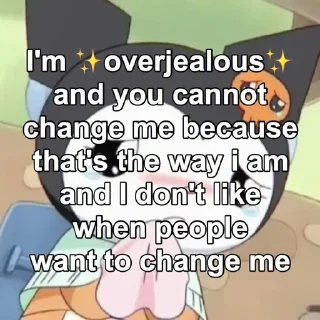 I'm ✨overjealous✨
and you cannot
change me because
that's the way i am
and I don't like
when people
want to change me